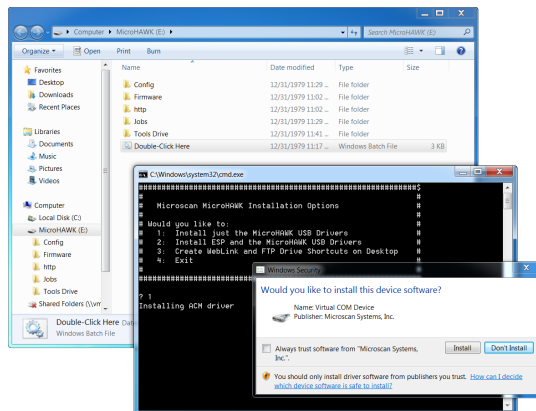 Computer ▸ MicroHAWK (E:) ▸
Search MicroHAWK (E:)
Organize ▾ Open Print Burn
Favorites
Desktop
Downloads
Recent Places
Libraries
Documents
Music
Pictures
Videos
Computer
Local Disk (C:)
MicroHAWK (E:)
Config
Firmware
http
Jobs
Tools Drive
Shared Folders (\\vm
Name Date modified Type Size
Config 12/31/1979 11:29 ... File folder
Firmware 12/31/1979 11:02 ... File folder
http 12/31/1979 11:02 ... File folder
Jobs 12/31/1979 11:29 ... File folder
Tools Drive 12/31/1979 11:41 ... File folder
Double-Click Here 12/31/1979 11:17 ... Windows Batch File 3 KB
Double-Click Here Dat
Windows Batch File
C:\Windows\system32\cmd.exe
# Microscan MicroHAWK Installation Options #
# Would you like to: #
# 1: Install just the MicroHAWK USB Drivers #
# 2: Install ESP and the MicroHAWK USB Drivers #
# 3: Create WebLink and FTP Drive Shortcuts on Desktop #
# 4: Exit
? 1
Installing ACM driver
Windows Security
Would you like to install this device software?
Name: Virtual COM Device
Publisher: Microscan Systems, Inc.
Always trust software from "Microscan Systems,
Inc.".
Install Don't Install
You should only install driver software from publishers you trust. How can I decide
which device software is safe to install?